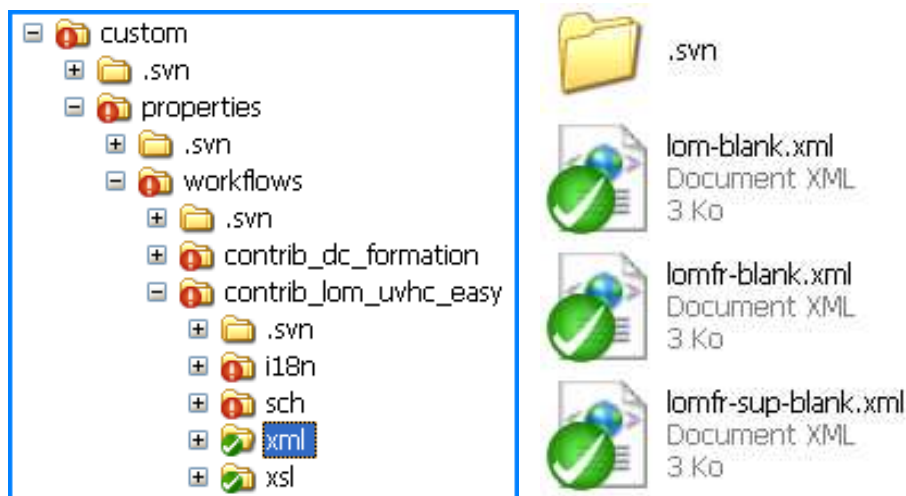 custom
.svn
properties
.svn
workflows
.svn
contrib_dc_formation
contrib_lom_uvhc_easy
.svn
i18n
sch
xml
xsl
.svn
lom-blank.xml
Document XML
3 Ko
lomfr-blank.xml
Document XML
3 Ko
lomfr-sup-blank.xml
Document XML
3 Ko